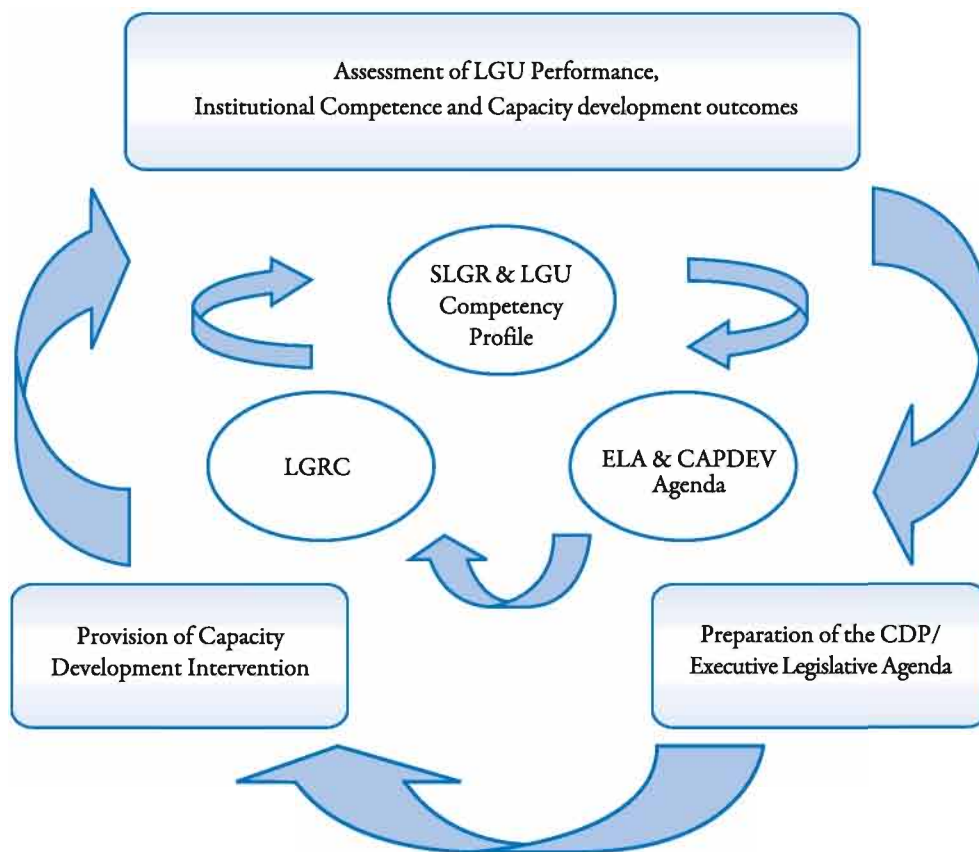 Assessment of LGU Performance,
Institutional Competence and Capacity development outcomes
SLGR & LGU
Competency
Profile
LGRC
ELA & CAPDEV
Agenda
Provision of Capacity
Development Intervention
Preparation of the CDP/
Executive Legislative Agenda